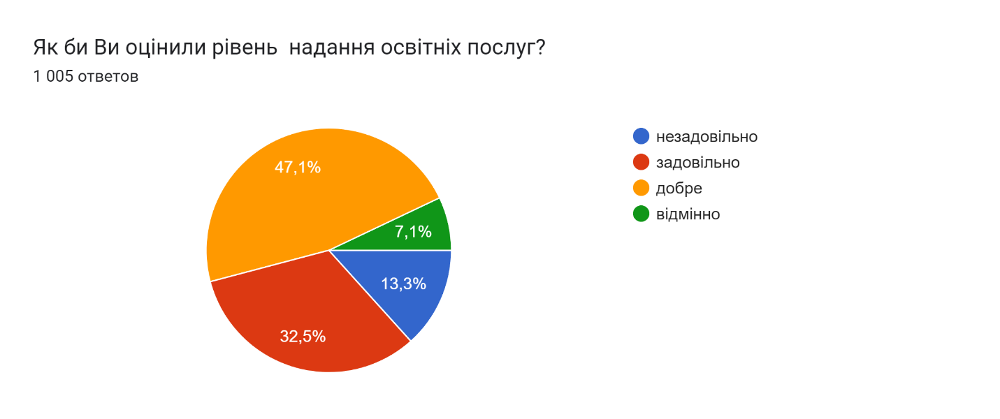 Як би Ви оцінили рівень  надання освітніх послуг?
1 005 ответов
47,1%
7,1%
13,3%
32,5%
незадовільно
задовільно
добре
відмінно